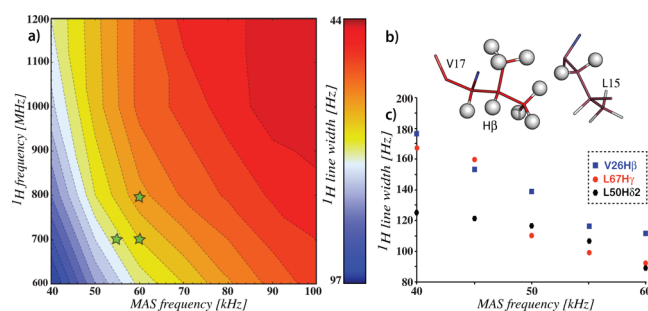 a)
1200
1000
800
700
600
¹H frequency [MHz]
40 50 60 70 80 90 100
MAS frequency [kHz]
44
97
¹H line width [Hz]
b)
V17
Hβ
L15
c)
200
180
160
140
120
100
80
¹H line width [Hz]
V26Hβ
L67Hγ
L50Hδ2
40 45 50 55 60
MAS frequency [kHz]